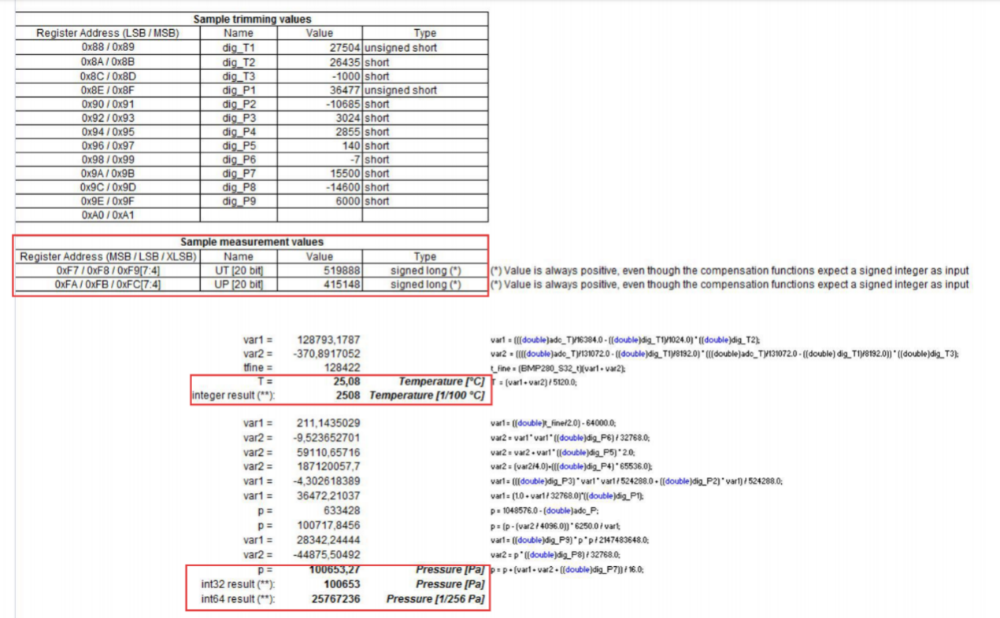 Sample trimming values
Register Address (LSB / MSB) Name Value Type
0x88 / 0x89 dig_T1 27504 unsigned short
0x8A / 0x8B dig_T2 26435 short
0x8C / 0x8D dig_T3 -1000 short
0x8E / 0x8F dig_P1 36477 unsigned short
0x90 / 0x91 dig_P2 -10685 short
0x92 / 0x93 dig_P3 3024 short
0x94 / 0x95 dig_P4 2855 short
0x96 / 0x97 dig_P5 140 short
0x98 / 0x99 dig_P6 -7 short
0x9A / 0x9B dig_P7 15500 short
0x9C / 0x9D dig_P8 -14600 short
0x9E / 0x9F dig_P9 6000 short
0xA0 / 0xA1
Sample measurement values
Register Address (MSB / LSB / XLSB) Name Value Type
0xF7 / 0xF8 / 0xF9[7:4] UT [20 bit] 519888 signed long (*) (*) Value is always positive, even though the compensation functions expect a signed integer as input
0xFA / 0xFB / 0xFC[7:4] UP [20 bit] 415148 signed long (*) (*) Value is always positive, even though the compensation functions expect a signed integer as input
var1 = 128793,1787 var1 = (((double)adc_T)/16384.0 - ((double)dig_T1)/1024.0) * ((double)dig_T2);
var2 = -370,8917052 var2 = ((((double)adc_T)/131072.0 - ((double)dig_T1)/8192.0) * (((double)adc_T)/131072.0 - ((double) dig_T1)/8192.0)) * ((double)dig_T3);
tfine = 128422 t_fine = (BMP280_S32_t)(var1 + var2);
T = 25,08 Temperature [°C] T = (var1 + var2) / 5120.0;
integer result (**): 2508 Temperature [1/100 °C]
var1 = 211,1435029 var1 = ((double)t_fine/2.0) - 64000.0;
var2 = -9,523652701 var2 = var1 * var1 * ((double)dig_P6) / 32768.0;
var2 = 59110,65716 var2 = var2 + var1 * ((double)dig_P5) * 2.0;
var2 = 187120057,7 var2 = (var2/4.0)+(((double)dig_P4) * 65536.0);
var1 = -4,302618389 var1 = (((double)dig_P3) * var1 * var1 / 524288.0 + ((double)dig_P2) * var1) / 524288.0;
var1 = 36472,21037 var1 = (1.0 + var1 / 32768.0)*((double)dig_P1);
p = 633428 p = 1048576.0 - (double)adc_P;
p = 100717,8456 p = (p - (var2 / 4096.0)) * 6250.0 / var1;
var1 = 28342,24444 var1 = ((double)dig_P9) * p * p / 2147483648.0;
var2 = -44875,50492 var2 = p * ((double)dig_P8) / 32768.0;
p = 100653,27 Pressure [Pa] p = p + (var1 + var2 + ((double)dig_P7)) / 16.0;
int32 result (**): 100653 Pressure [Pa]
int64 result (**): 25767236 Pressure [1/256 Pa]